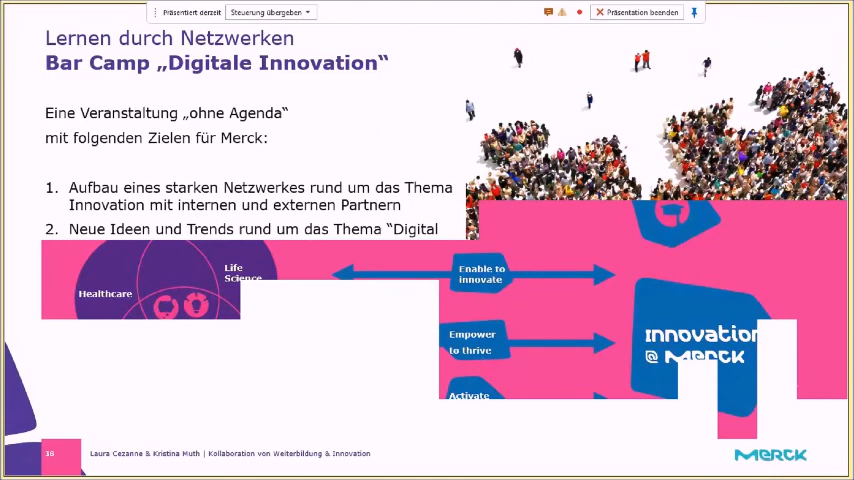 Präsentiert derzeit
Steuerung übergeben
Präsentation beenden
Lernen durch Netzwerken
Bar Camp „Digitale Innovation“
Eine Veranstaltung „ohne Agenda“
mit folgenden Zielen für Merck:
1. Aufbau eines starken Netzwerkes rund um das Thema
Innovation mit internen und externen Partnern
2. Neue Ideen und Trends rund um das Thema “Digital
Healthcare
Life
Science
Enable to
innovate
Empower
to thrive
Activate
Innovation
@ MERCK
Laura Cezanne & Kristina Muth | Kollaboration von Weiterbildung & Innovation
MERCK